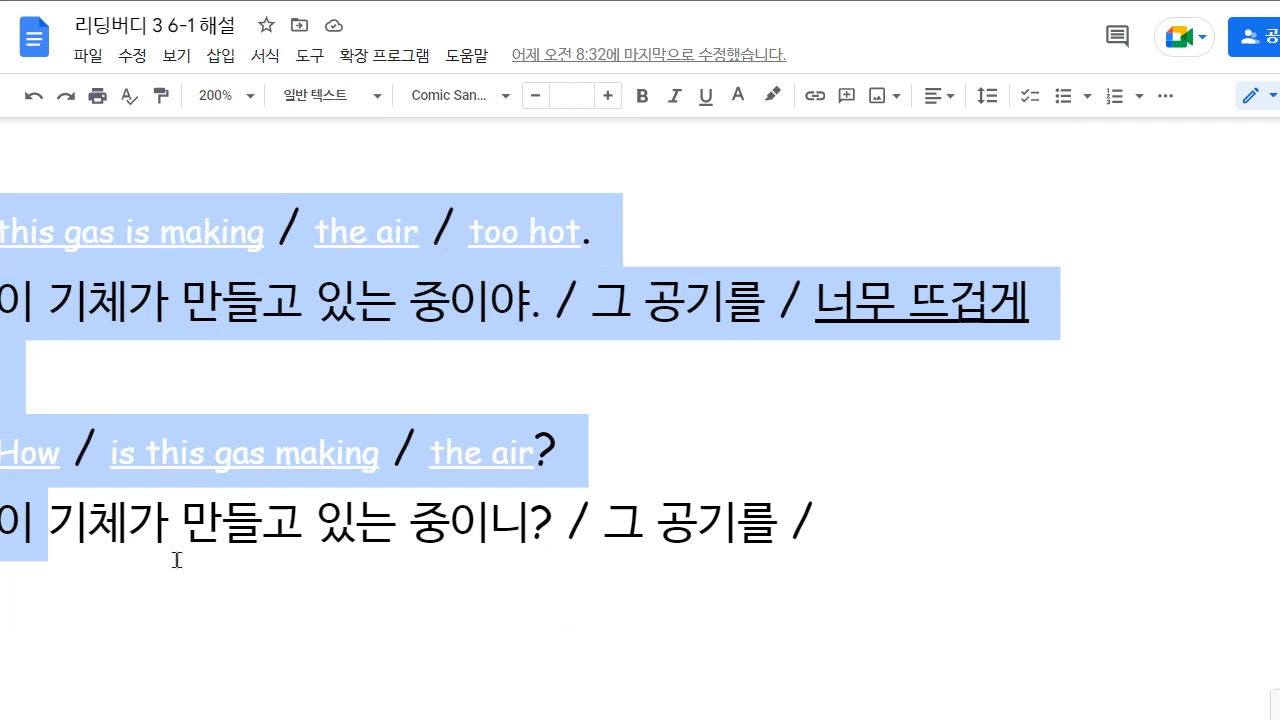 리딩버디 3 6-1 해설
파일 수정 보기 삽입 서식 도구 확장 프로그램 도움말 어제 오전 8:32에 마지막으로 수정했습니다.
200% 일반 텍스트 Comic San... − + B I U A
this gas is making / the air / too hot.
이 기체가 만들고 있는 중이야. / 그 공기를 / 너무 뜨겁게
How / is this gas making / the air?
이 기체가 만들고 있는 중이니? / 그 공기를 /